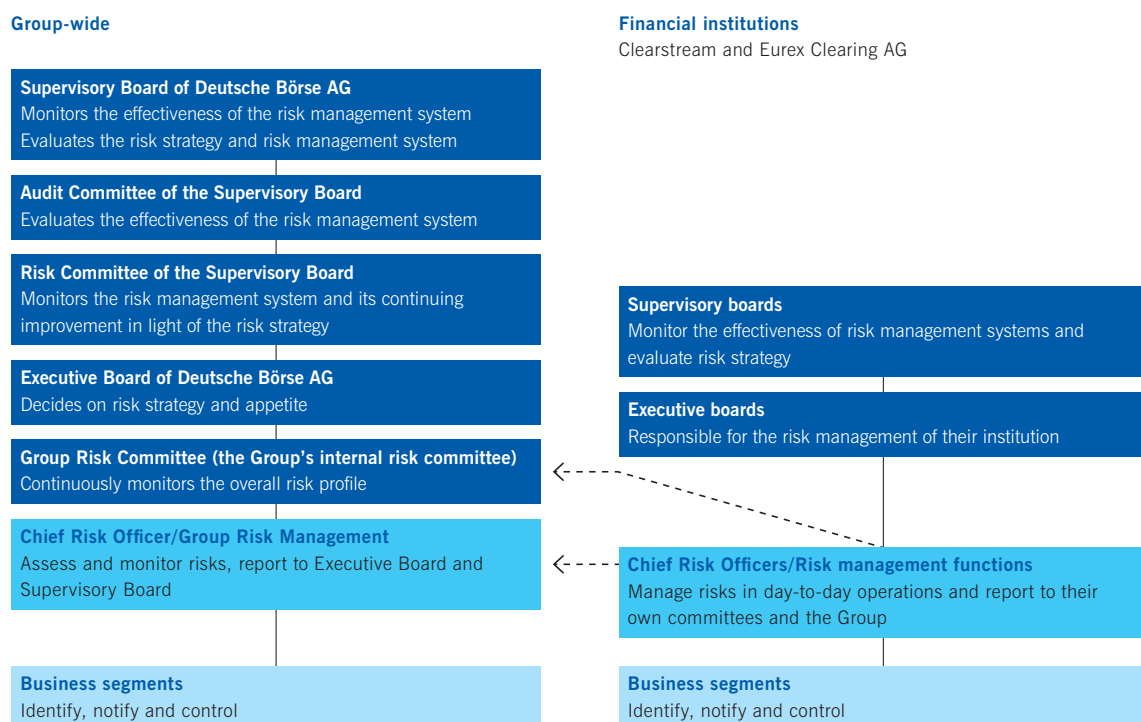 Group-wide
Supervisory Board of Deutsche Börse AG
Monitors the effectiveness of the risk management system
Evaluates the risk strategy and risk management system
Audit Committee of the Supervisory Board
Evaluates the effectiveness of the risk management system
Risk Committee of the Supervisory Board
Monitors the risk management system and its continuing
improvement in light of the risk strategy
Executive Board of Deutsche Börse AG
Decides on risk strategy and appetite
Group Risk Committee (the Group’s internal risk committee)
Continuously monitors the overall risk profile
Chief Risk Officer/Group Risk Management
Assess and monitor risks, report to Executive Board and
Supervisory Board
Business segments
Identify, notify and control
Financial institutions
Clearstream and Eurex Clearing AG
Supervisory boards
Monitor the effectiveness of risk management systems and
evaluate risk strategy
Executive boards
Responsible for the risk management of their institution
Chief Risk Officers/Risk management functions
Manage risks in day-to-day operations and report to their
own committees and the Group
Business segments
Identify, notify and control